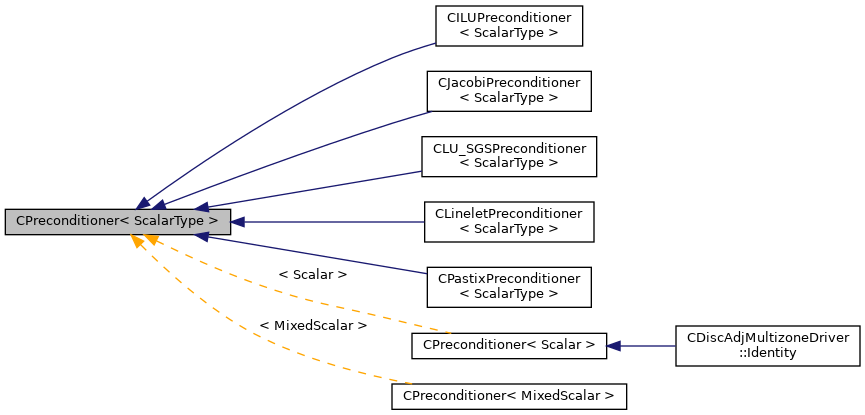 CILUPreconditioner
< ScalarType >
CJacobiPreconditioner
< ScalarType >
CLU_SGSPreconditioner
< ScalarType >
CPreconditioner< ScalarType >
CLineletPreconditioner
< ScalarType >
CPastixPreconditioner
< ScalarType >
< Scalar >
< MixedScalar >
CPreconditioner< Scalar >
CDiscAdjMultizoneDriver
::Identity
CPreconditioner< MixedScalar >